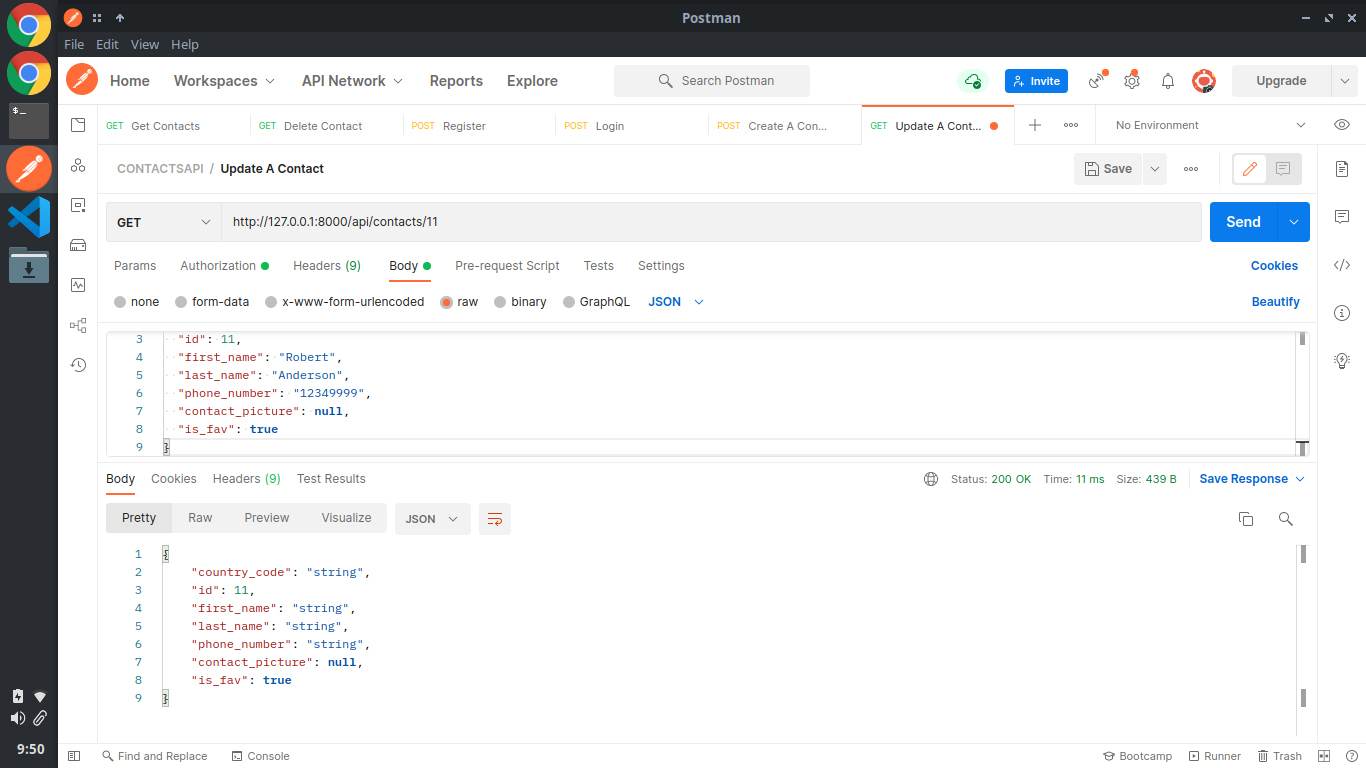 Postman
File Edit View Help
Home Workspaces API Network Reports Explore Search Postman Invite Upgrade
GET Get Contacts GET Delete Contact POST Register POST Login POST Create A Con... GET Update A Cont... No Environment
CONTACTSAPI / Update A Contact Save
GET http://127.0.0.1:8000/api/contacts/11 Send
Params Authorization Headers (9) Body Pre-request Script Tests Settings Cookies
none form-data x-www-form-urlencoded raw binary GraphQL JSON Beautify
3 "id": 11,
4 "first_name": "Robert",
5 "last_name": "Anderson",
6 "phone_number": "12349999",
7 "contact_picture": null,
8 "is_fav": true
9 }
Body Cookies Headers (9) Test Results Status: 200 OK Time: 11 ms Size: 439 B Save Response
Pretty Raw Preview Visualize JSON
1 {
2 "country_code": "string",
3 "id": 11,
4 "first_name": "string",
5 "last_name": "string",
6 "phone_number": "string",
7 "contact_picture": null,
8 "is_fav": true
9 }
9:50
Find and Replace Console Bootcamp Runner Trash